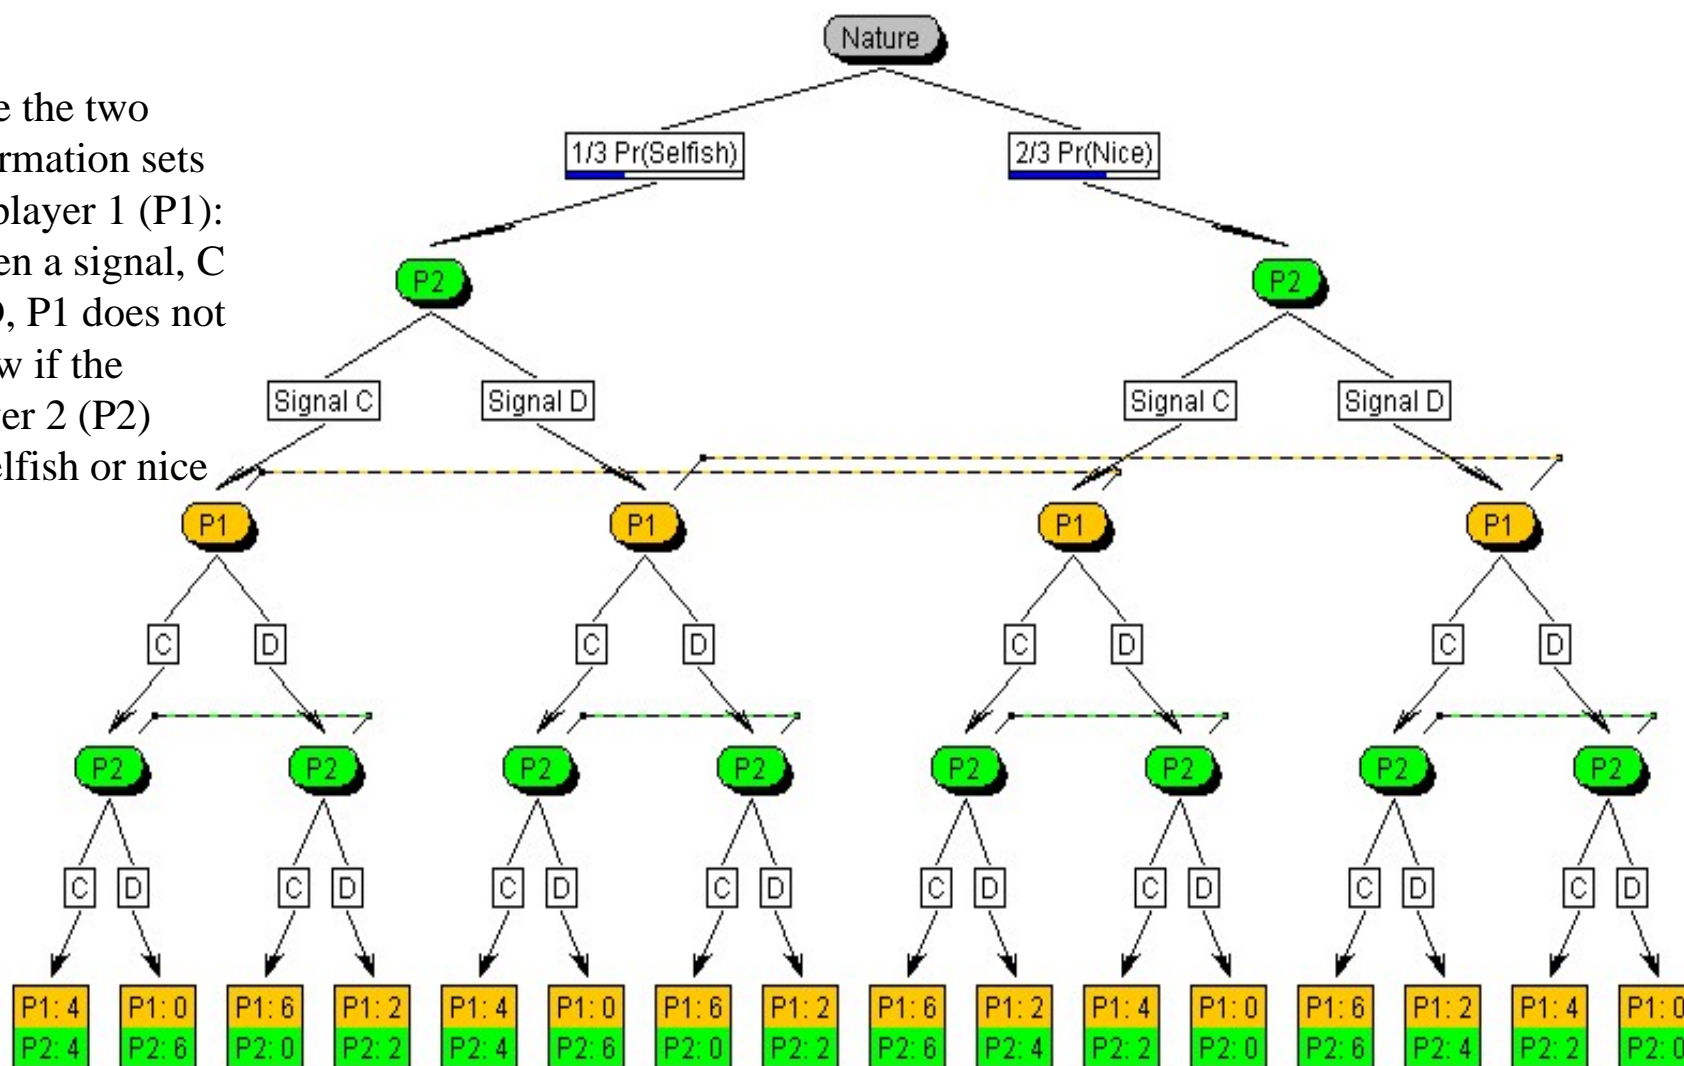 Nature
e the two
ormation sets
player 1 (P1):
en a signal, C
, P1 does not
w if the
yer 2 (P2)
elfish or nice
1/3 Pr(Selfish) 2/3 Pr(Nice)
P2 P2
Signal C Signal D Signal C Signal D
P1 P1 P1 P1
C D C D C D C D
P2 P2 P2 P2 P2 P2 P2 P2
C D C D C D C D C D C D C D C D
P1: 4 P1: 0 P1: 6 P1: 2 P1: 4 P1: 0 P1: 6 P1: 2 P1: 6 P1: 2 P1: 4 P1: 0 P1: 6 P1: 2 P1: 4 P1: 0
P2: 4 P2: 6 P2: 0 P2: 2 P2: 4 P2: 6 P2: 0 P2: 2 P2: 6 P2: 4 P2: 2 P2: 0 P2: 6 P2: 4 P2: 2 P2: 0